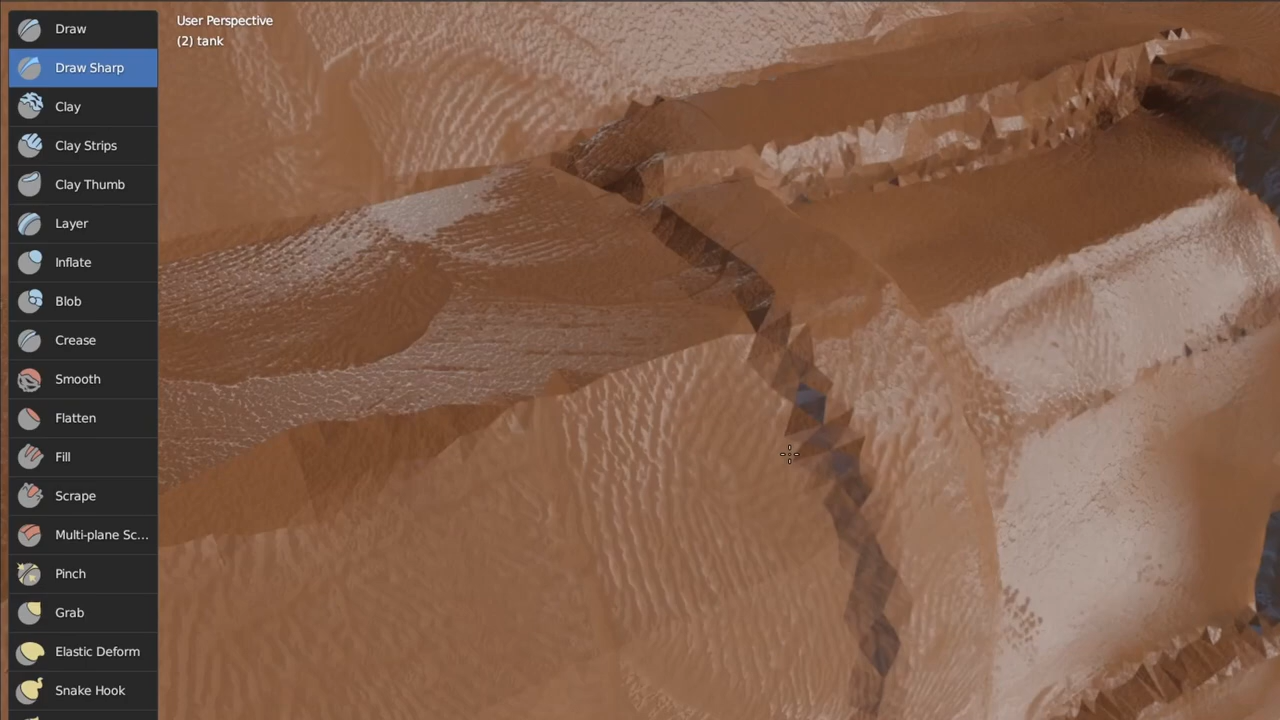 User Perspective
(2) tank
Draw
Draw Sharp
Clay
Clay Strips
Clay Thumb
Layer
Inflate
Blob
Crease
Smooth
Flatten
Fill
Scrape
Multi-plane Sc...
Pinch
Grab
Elastic Deform
Snake Hook